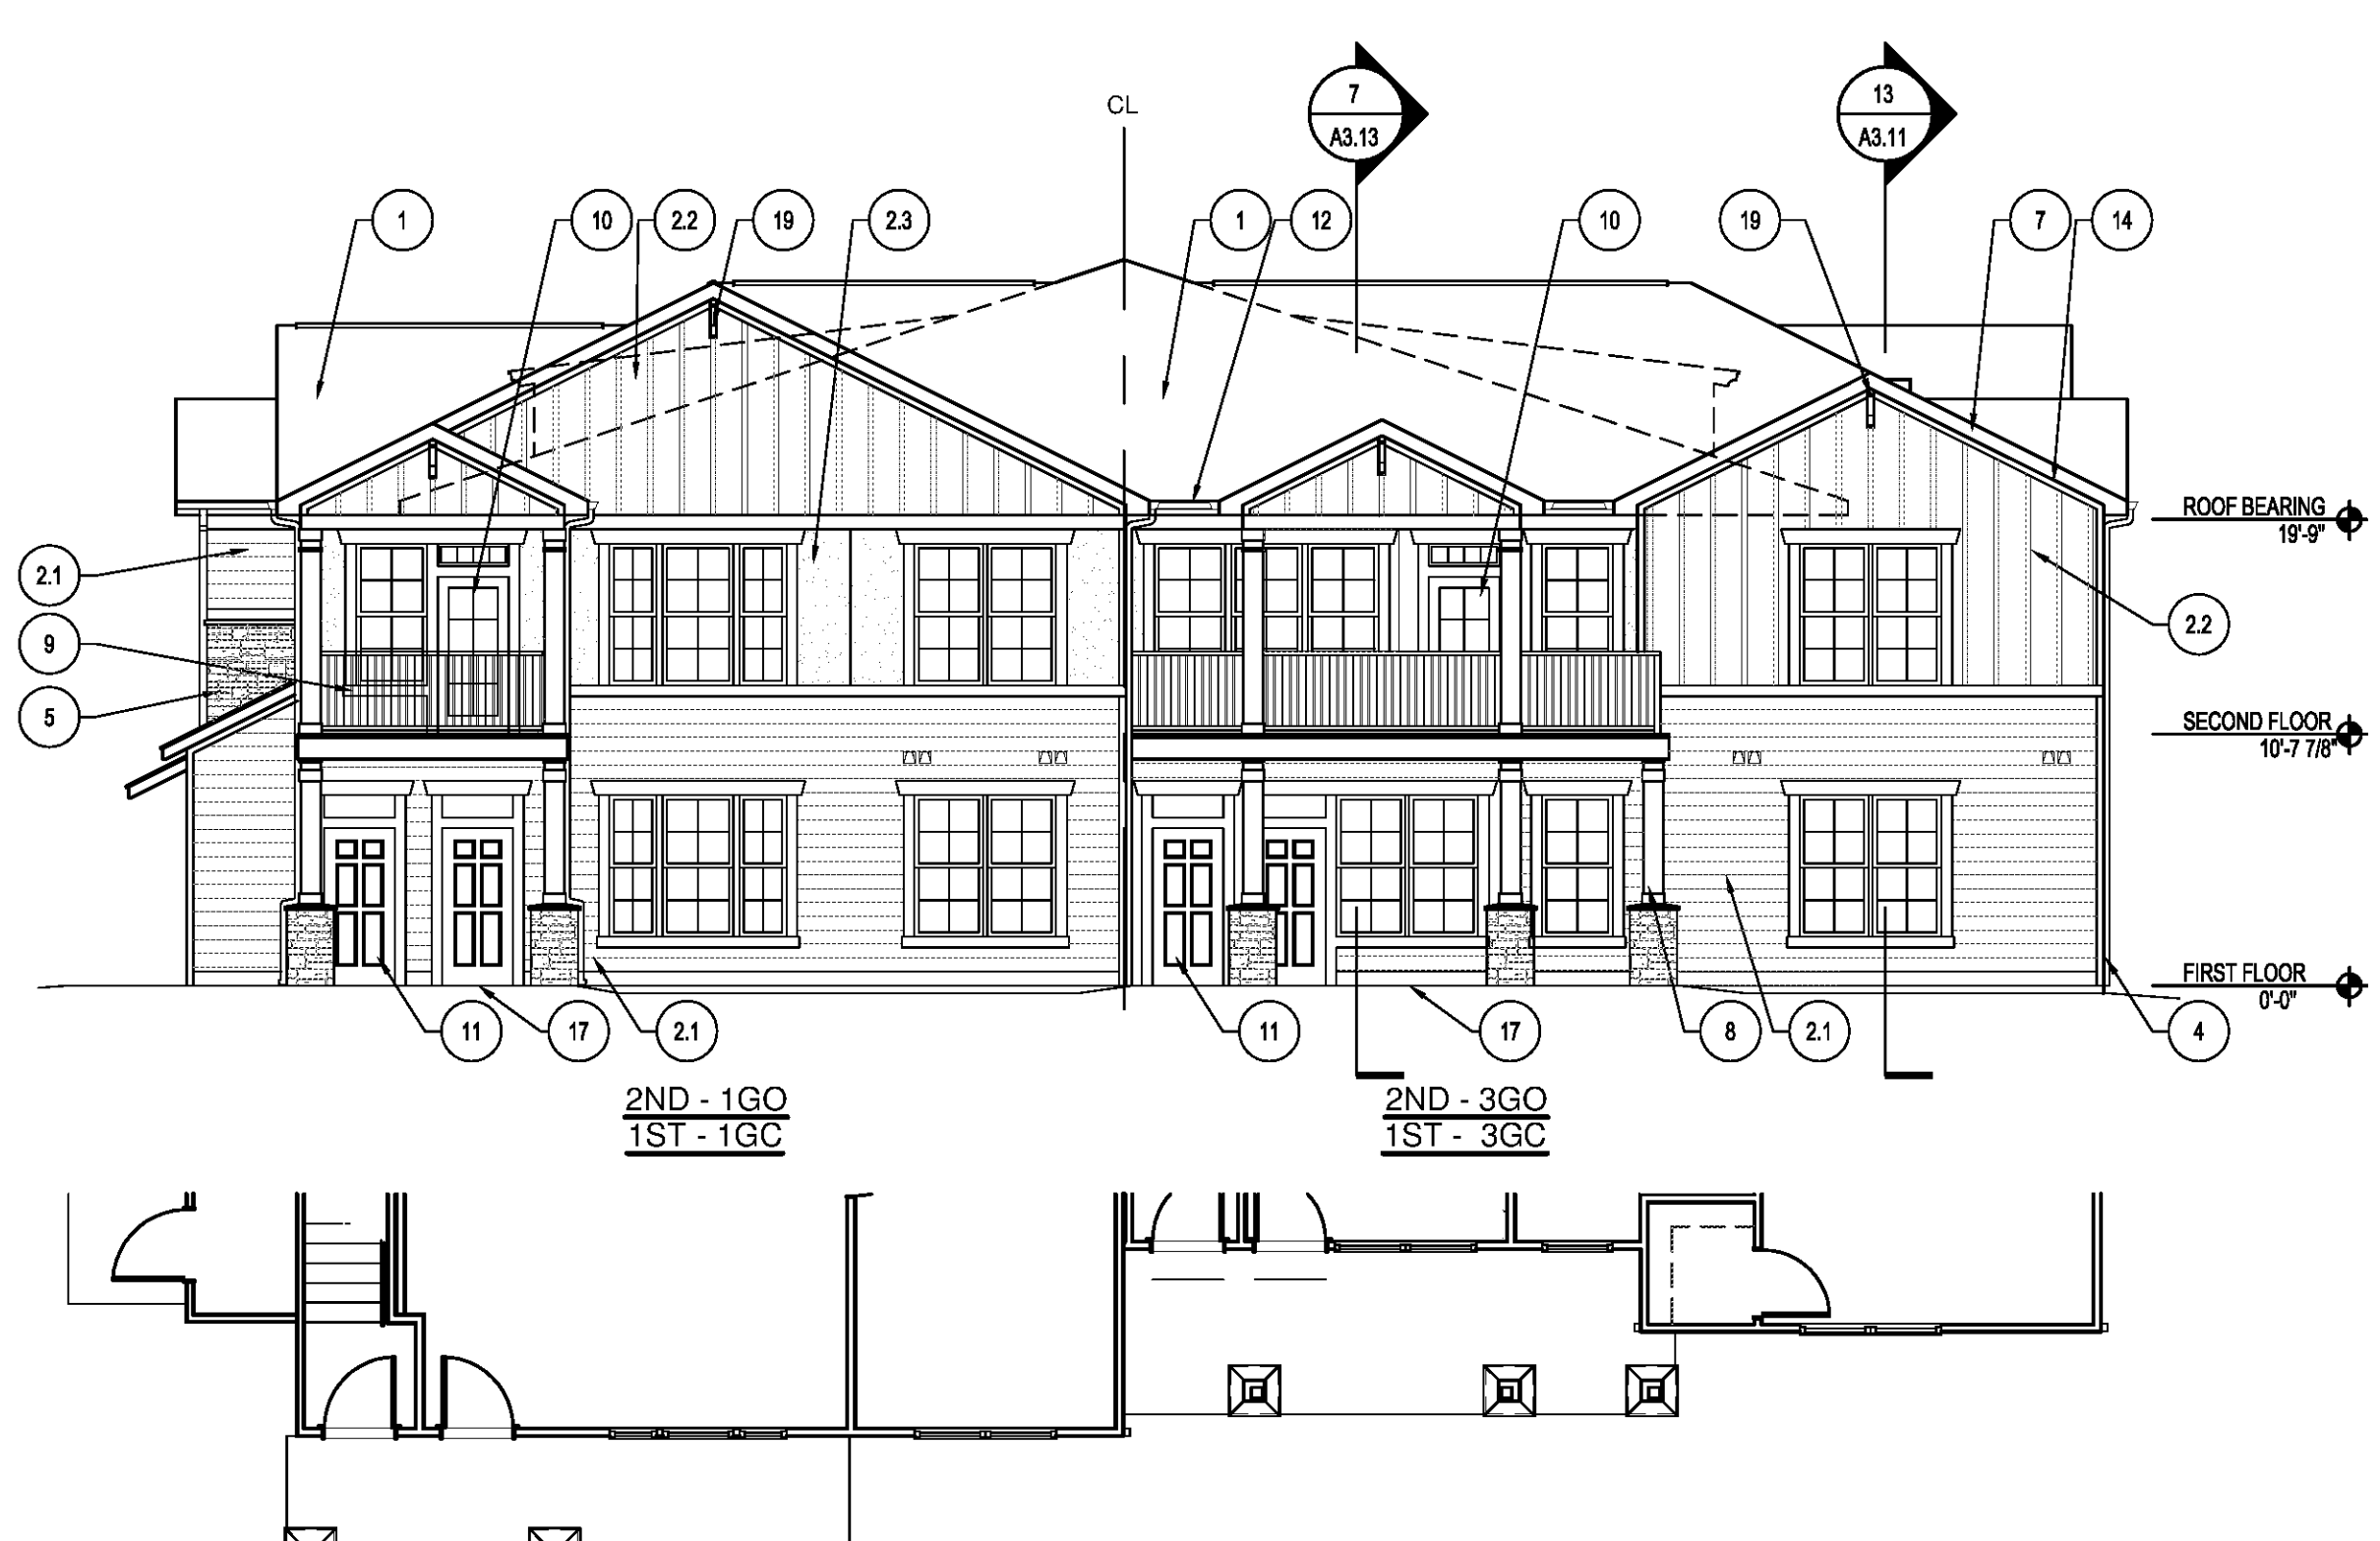 CL
7
A3.13
13
A3.11
1
10
2.2
19
2.3
1
12
10
19
7
14
ROOF BEARING
19'-9"
2.1
2.2
9
5
SECOND FLOOR
10'-7 7/8"
FIRST FLOOR
0'-0"
11
17
2.1
11
17
8
2.1
4
2ND - 1GO
1ST - 1GC
2ND - 3GO
1ST - 3GC